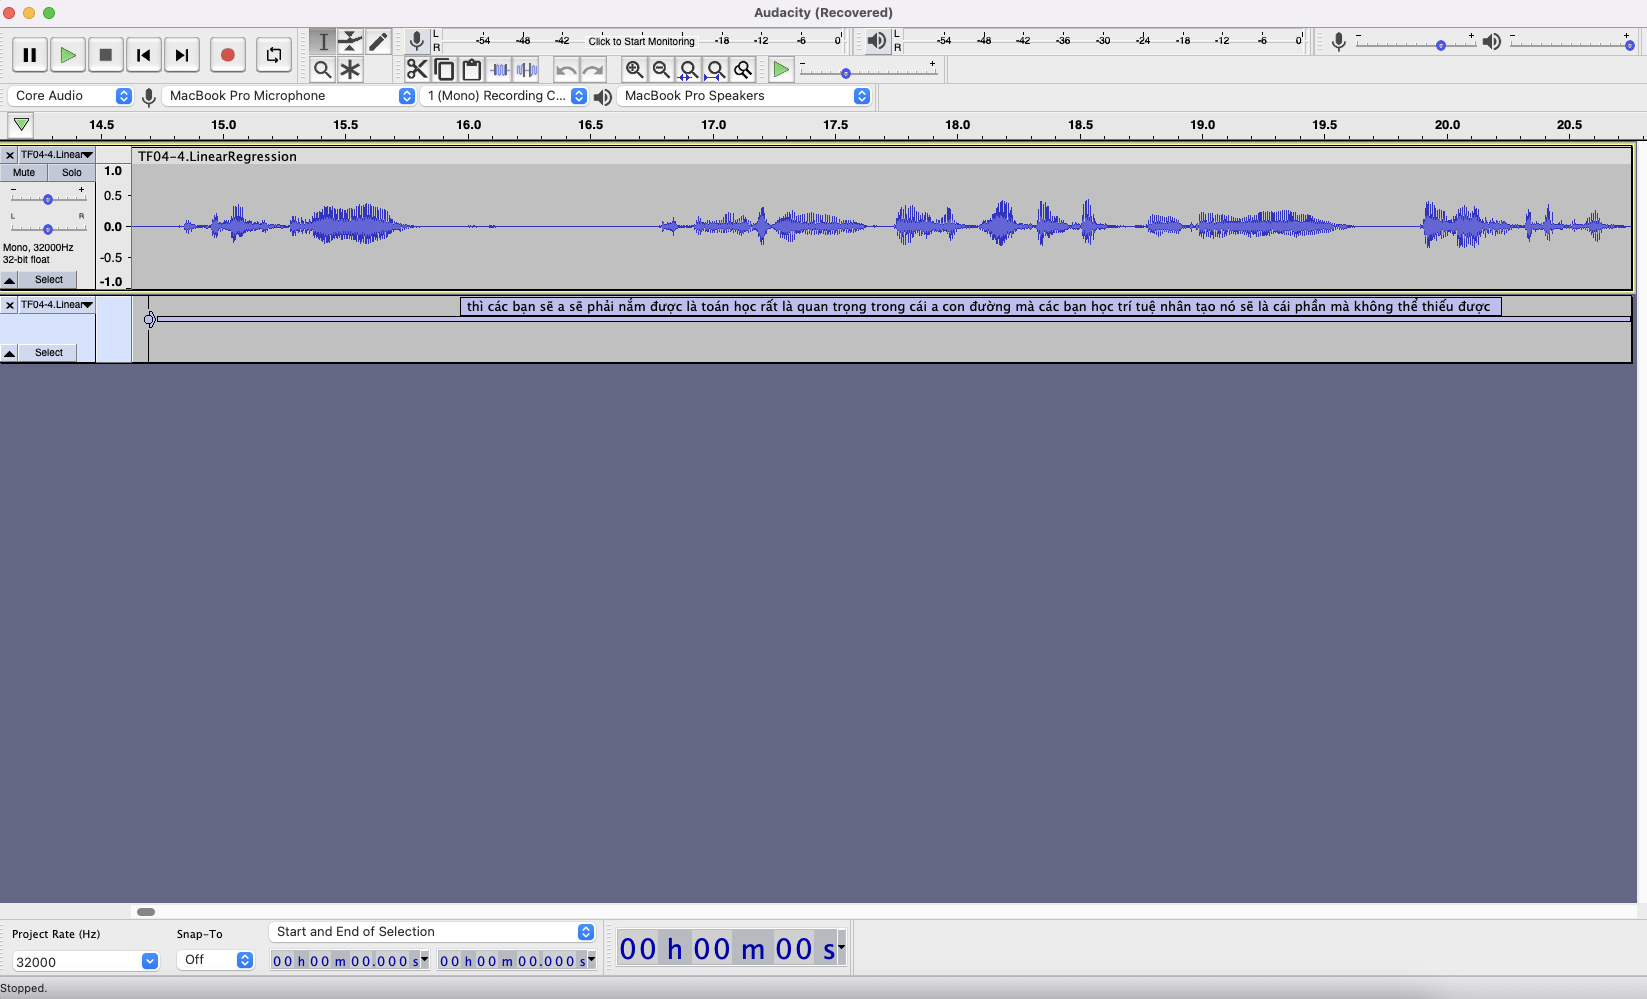 Audacity (Recovered)
L
R
-54 -48 -42 Click to Start Monitoring -18 -12 -6 0
L
R
-54 -48 -42 -36 -30 -24 -18 -12 -6 0
- +
- +
- +
Core Audio
MacBook Pro Microphone
1 (Mono) Recording C...
MacBook Pro Speakers
14.5 15.0 15.5 16.0 16.5 17.0 17.5 18.0 18.5 19.0 19.5 20.0 20.5
TF04-4.Linear
TF04-4.LinearRegression
Mute Solo
1.0
0.5
0.0
-0.5
-1.0
- +
L R
Mono, 32000Hz
32-bit float
Select
TF04-4.Linear
thì các bạn sẽ a sẽ phải nắm được là toán học rất là quan trọng trong cái a con đường mà các bạn học trí tuệ nhân tạo nó sẽ là cái phần mà không thể thiếu được
Select
Project Rate (Hz)
Snap-To
Start and End of Selection
32000
Off
00 h 00 m 00.000 s
00 h 00 m 00.000 s
00 h 00 m 00 s
Stopped.